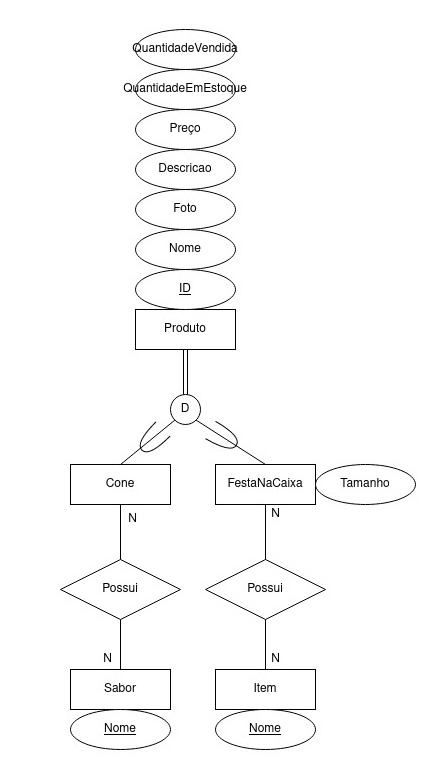 QuantidadeVendida
QuantidadeEmEstoque
Preço
Descricao
Foto
Nome
ID
Produto
D
Cone
FestaNaCaixa
Tamanho
N
N
Possui
Possui
N
N
Sabor
Item
Nome
Nome